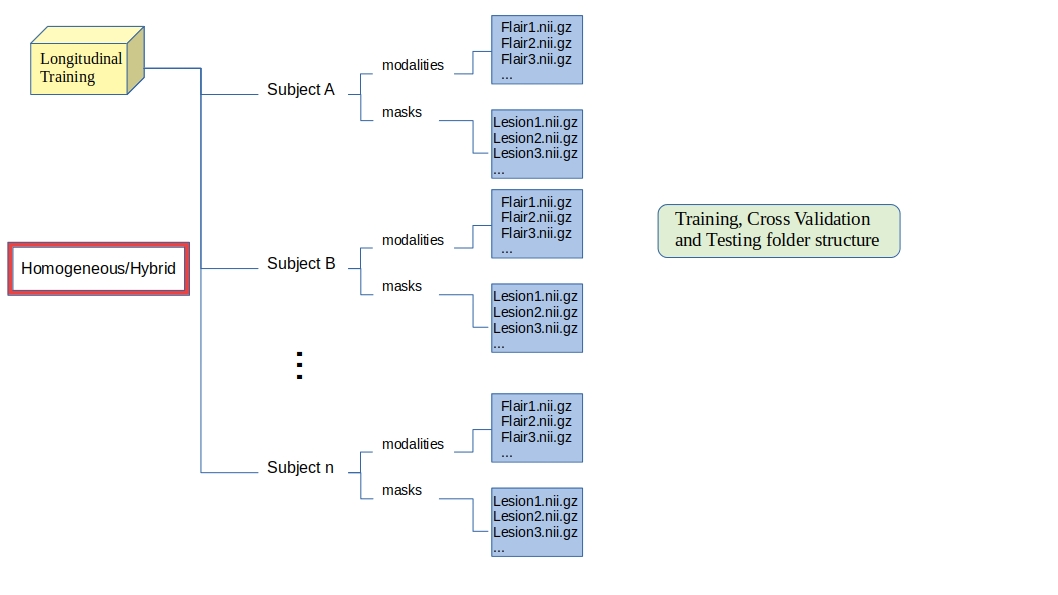 Longitudinal
Training
Homogeneous/Hybrid
Subject A
modalities
Flair1.nii.gz
Flair2.nii.gz
Flair3.nii.gz
...
masks
Lesion1.nii.gz
Lesion2.nii.gz
Lesion3.nii.gz
...
Subject B
modalities
Flair1.nii.gz
Flair2.nii.gz
Flair3.nii.gz
...
masks
Lesion1.nii.gz
Lesion2.nii.gz
Lesion3.nii.gz
...
...
Subject n
modalities
Flair1.nii.gz
Flair2.nii.gz
Flair3.nii.gz
...
masks
Lesion1.nii.gz
Lesion2.nii.gz
Lesion3.nii.gz
...
Training, Cross Validation
and Testing folder structure